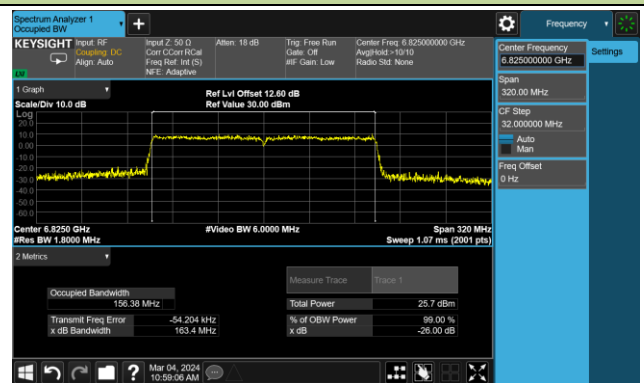 Spectrum Analyzer 1
Occupied BW
Frequency
KEYSIGHT
Input: RF
Coupling: DC
Align: Auto
Input Z: 50 Ω
Corr CCorr RCal
Freq Ref: Int (S)
NFE: Adaptive
Atten: 18 dB
Trig: Free Run
Gate: Off
#IF Gain: Low
Center Freq: 6.825000000 GHz
Avg|Hold:>10/10
Radio Std: None
Center Frequency
6.825000000 GHz
Settings
Span
320.00 MHz
CF Step
32.000000 MHz
Auto
Man
Freq Offset
0 Hz
1 Graph
Scale/Div 10.0 dB
Ref Lvl Offset 12.60 dB
Ref Value 30.00 dBm
Log
20.0
10.0
0.00
-10.0
-20.0
-30.0
-40.0
-50.0
-60.0
Center 6.8250 GHz
#Res BW 1.8000 MHz
#Video BW 6.0000 MHz
Span 320 MHz
Sweep 1.07 ms (2001 pts)
2 Metrics
Measure Trace
Trace 1
Occupied Bandwidth
156.38 MHz
Total Power
25.7 dBm
Transmit Freq Error
-54.204 kHz
% of OBW Power
99.00 %
x dB Bandwidth
163.4 MHz
x dB
-26.00 dB
Mar 04, 2024
10:59:06 AM